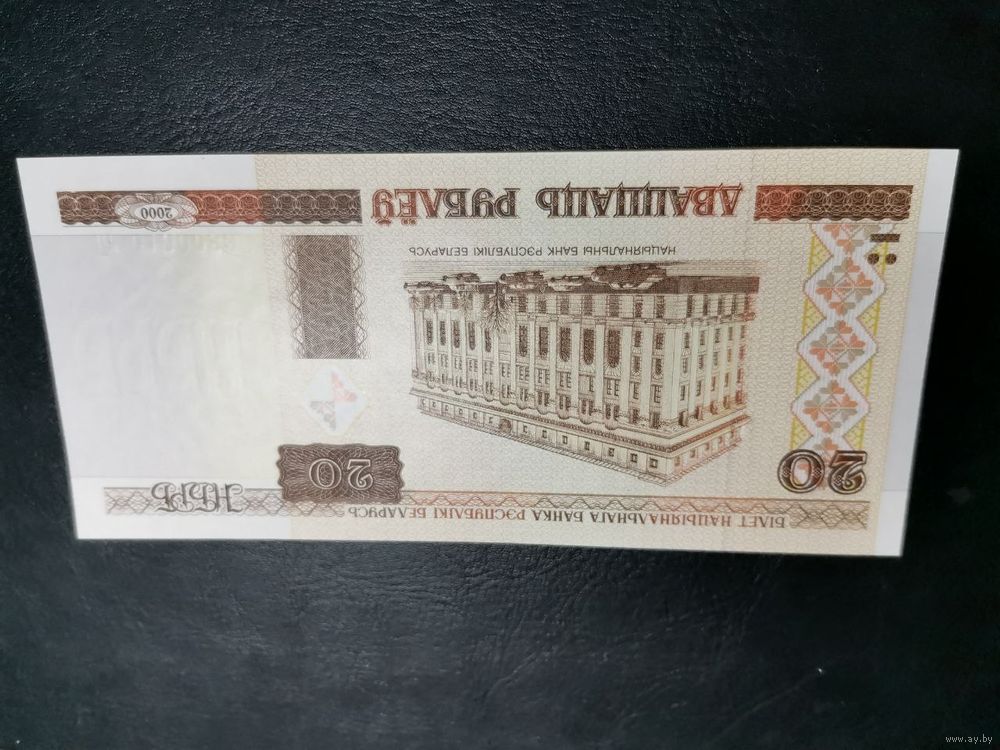 БІЛЕТ НАЦЫЯНАЛЬНАГА БАНКА РЭСПУБЛІКІ БЕЛАРУСЬ
НБРБ
20
20
НАЦЫЯНАЛЬНЫ БАНК РЭСПУБЛІКІ БЕЛАРУСЬ
ДВАЦЦАЦЬ РУБЛЁЎ
2000
www.ay.by